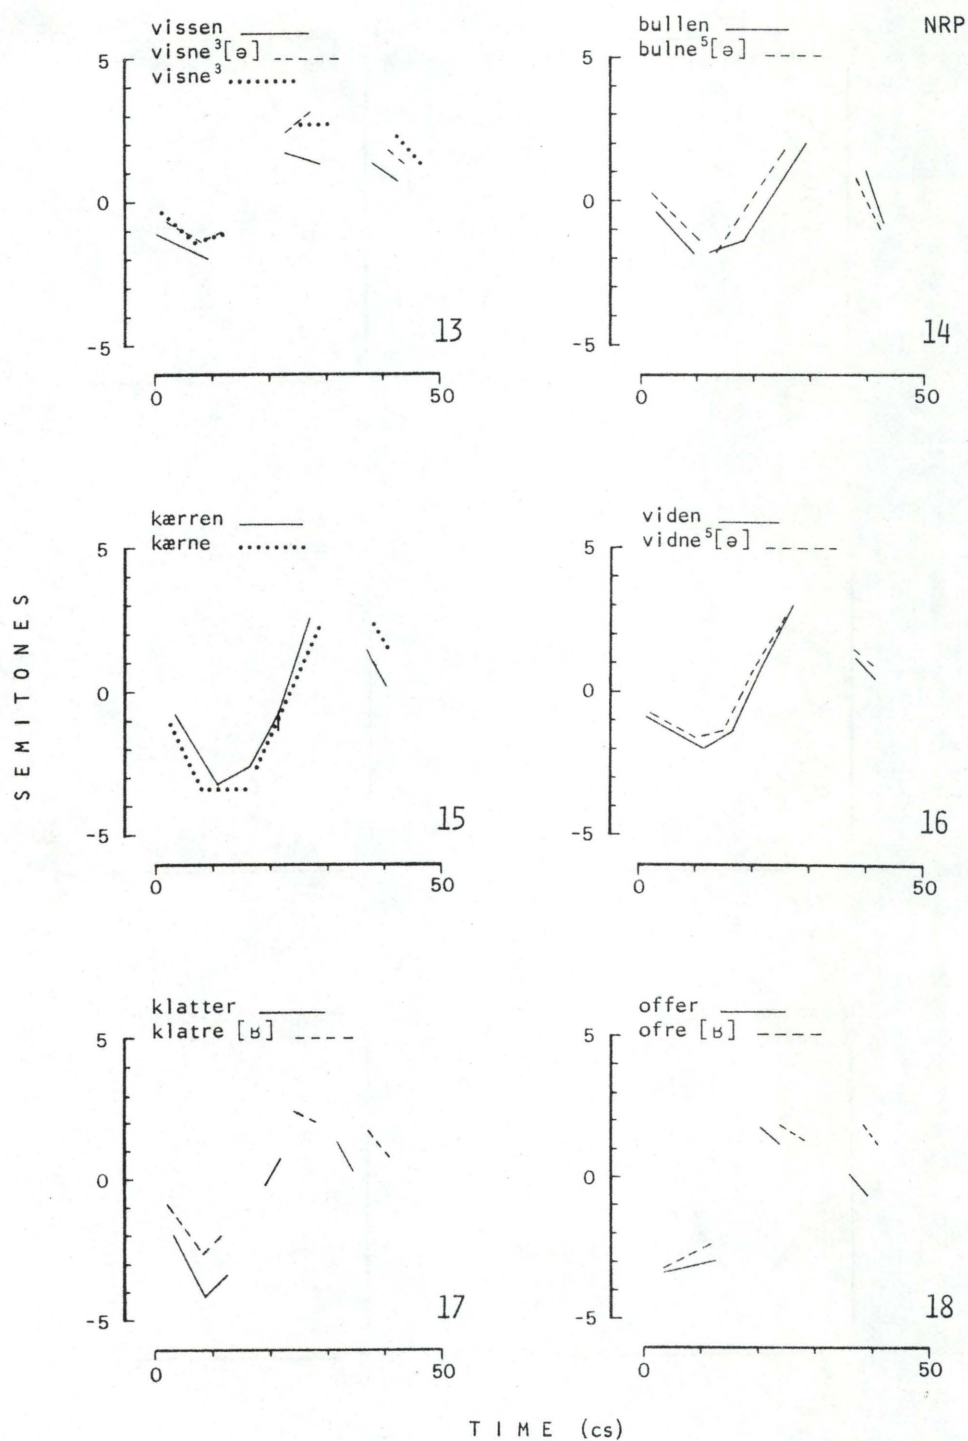 vissen
visne³[ə]
visne³
5
0
-5
13
0 50
bullen NRP
bulne⁵[ə]
5
0
-5
14
0 50
kærren
kærne
5
0
-5
15
0 50
viden
vidne⁵[ə]
5
0
-5
16
0 50
klatter
klatre [ʁ]
5
0
-5
17
0 50
offer
ofre [ʁ]
5
0
-5
18
0 50
SEMITONES
TIME (cs)